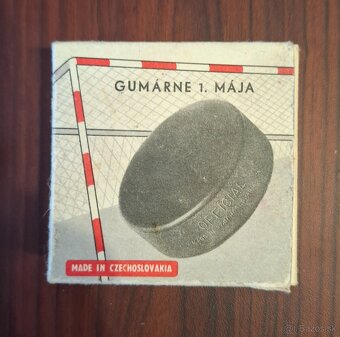 GUMÁRNE 1. MÁJA
OFFICIAL
MADE IN CZECHOSLOVAKIA